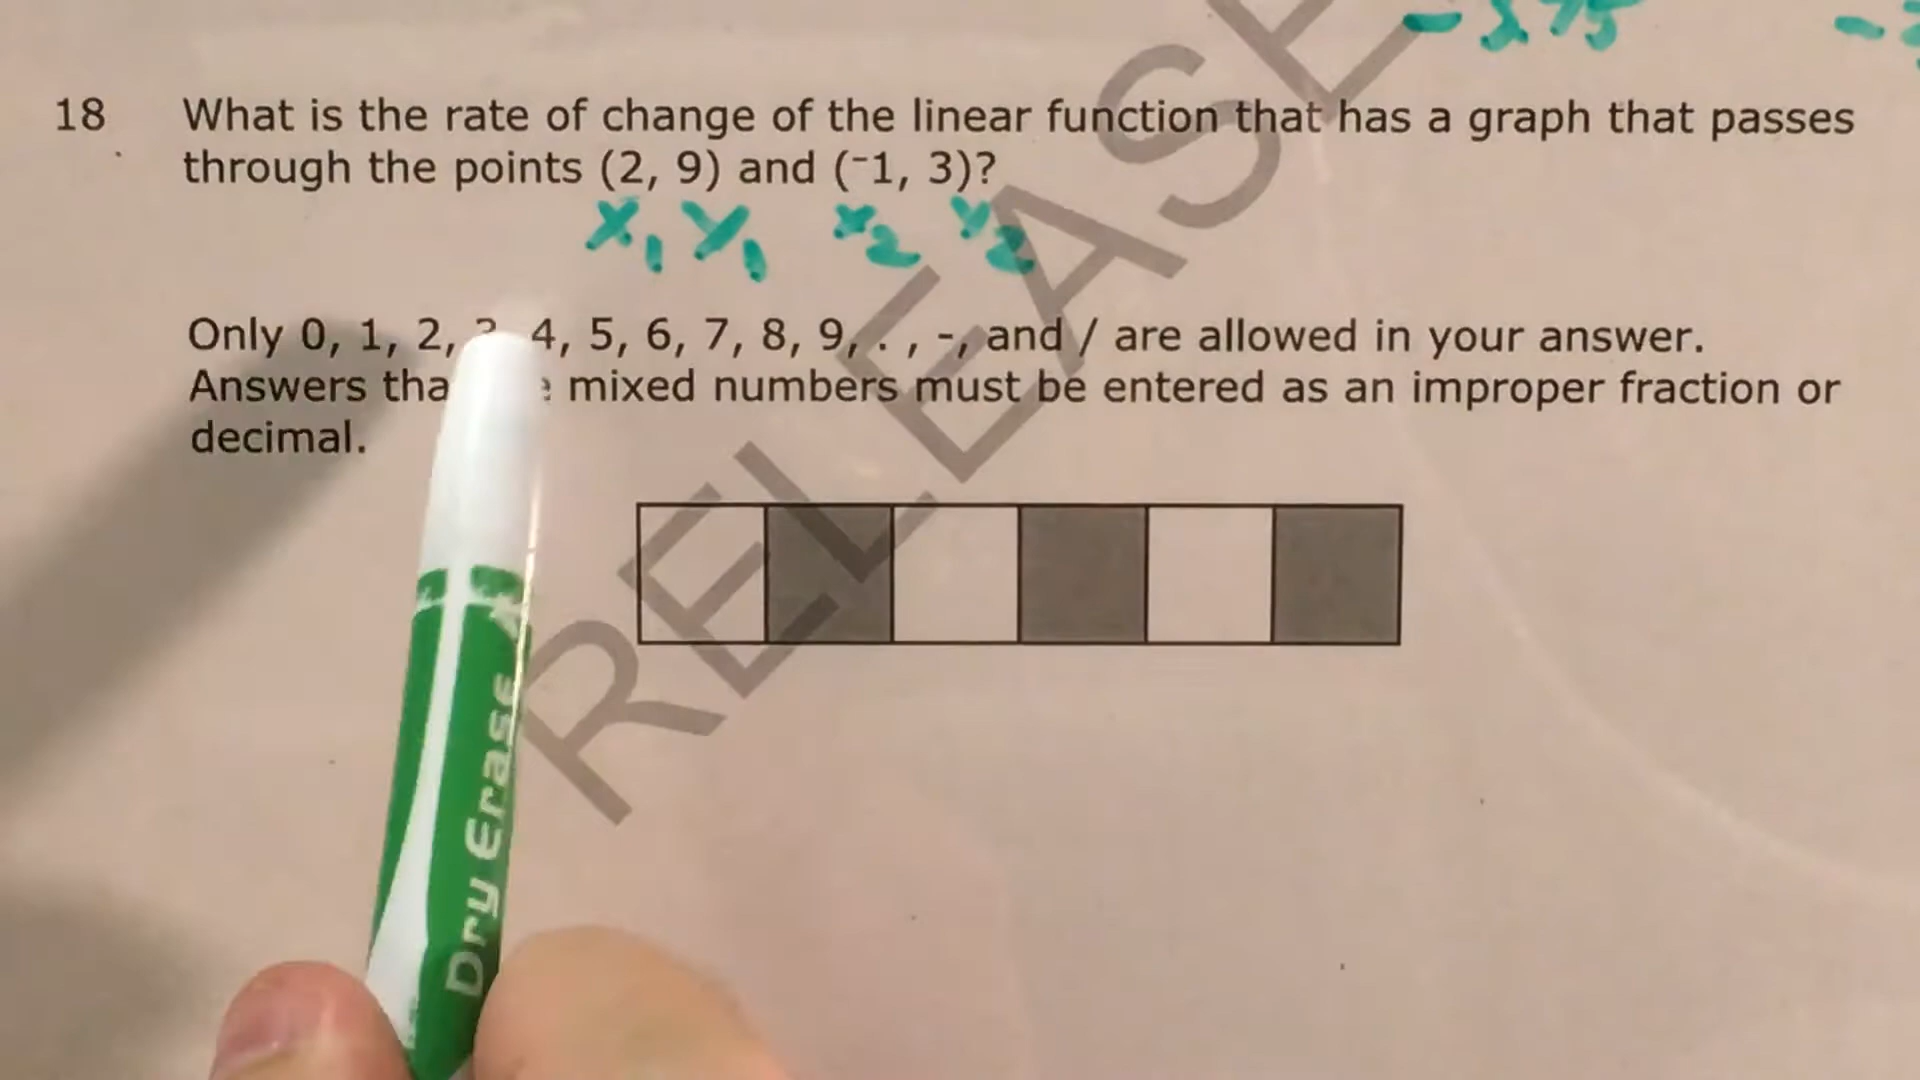 18 What is the rate of change of the linear function that has a graph that passes
through the points (2, 9) and (⁻1, 3)?
x₁ y₁ x₂ y₂
Only 0, 1, 2, 4, 5, 6, 7, 8, 9, . , -, and / are allowed in your answer.
Answers mixed numbers must be entered as an improper fraction or
decimal.
RELEASE
Dry Erase